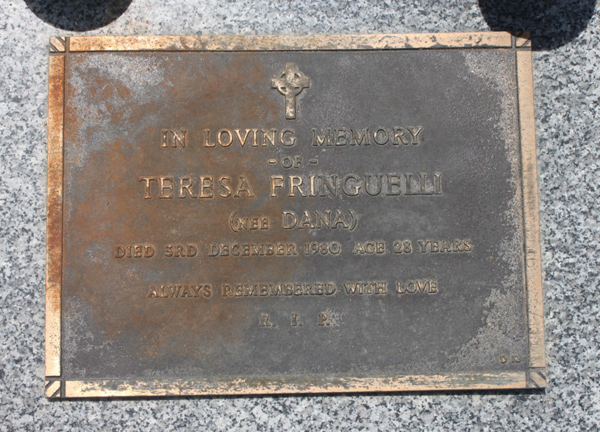 IN LOVING MEMORY
- OF -
TERESA FRINGUELLI
(NEE DANA)
DIED 3RD DECEMBER 1980 AGE 28 YEARS
ALWAYS REMEMBERED WITH LOVE
R. I. P.